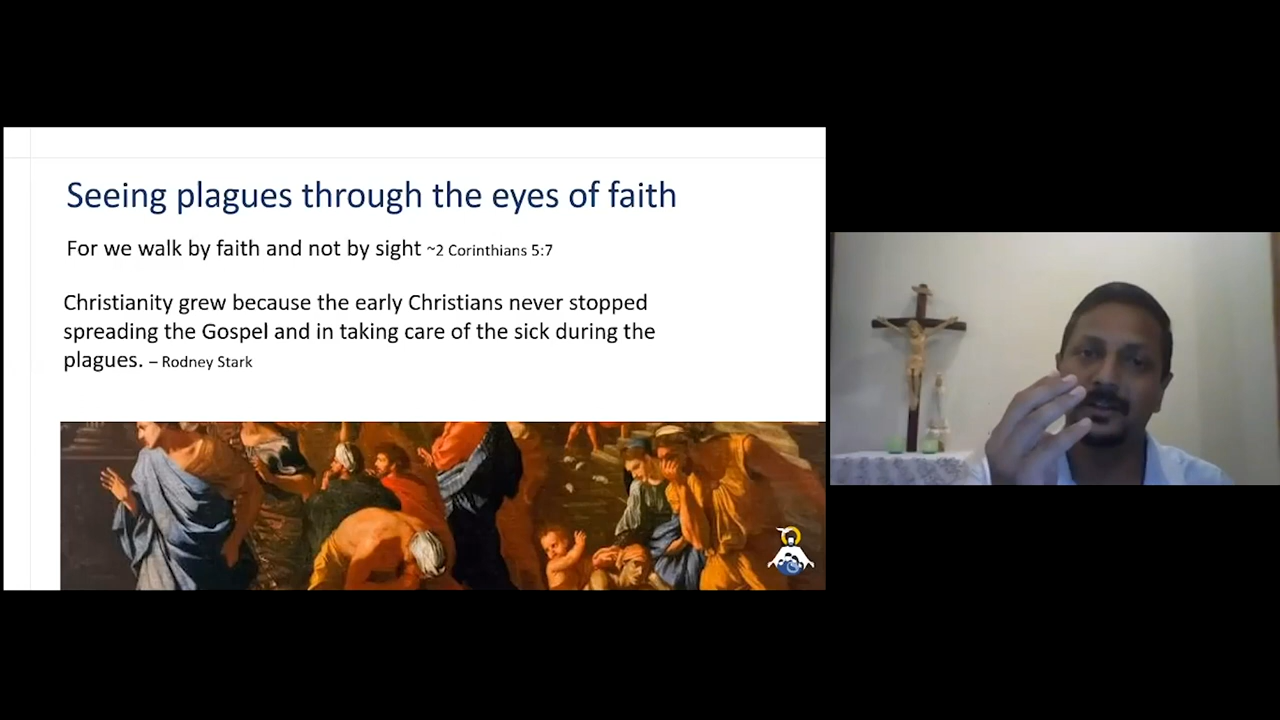 Seeing plagues through the eyes of faith
For we walk by faith and not by sight ~2 Corinthians 5:7
Christianity grew because the early Christians never stopped
spreading the Gospel and in taking care of the sick during the
plagues. – Rodney Stark